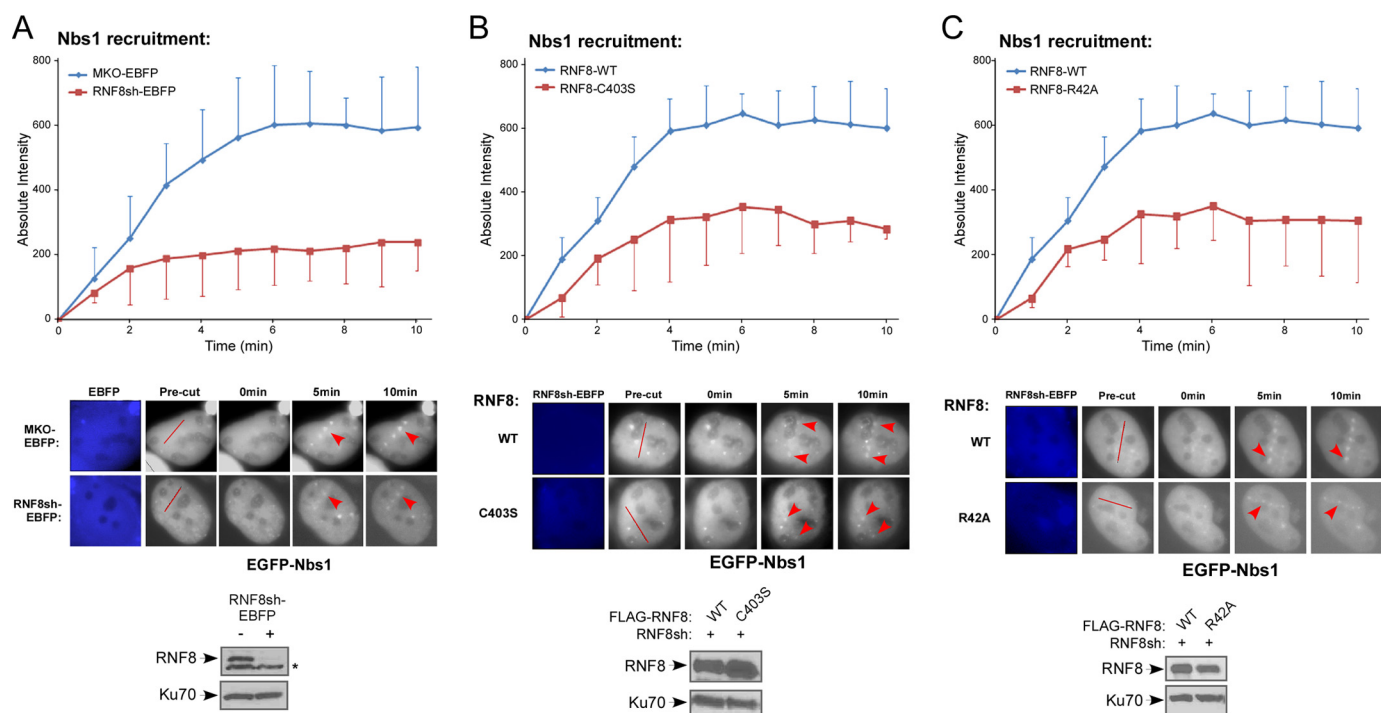 A
Nbs1 recruitment:
800
600
400
200
0
Absolute Intensity
MKO-EBFP
RNF8sh-EBFP
0 2 4 6 8 10
Time (min)
EBFP Pre-cut 0min 5min 10min
MKO-
EBFP:
RNF8sh-
EBFP:
EGFP-Nbs1
RNF8sh-
EBFP
- +
RNF8
*
Ku70
B
Nbs1 recruitment:
800
600
400
200
0
Absolute Intensity
RNF8-WT
RNF8-C403S
0 2 4 6 8 10
Time (min)
RNF8sh-EBFP Pre-cut 0min 5min 10min
RNF8:
WT
C403S
EGFP-Nbs1
FLAG-RNF8: WT C403S
RNF8sh: + +
RNF8
Ku70
C
Nbs1 recruitment:
800
600
400
200
0
Absolute Intensity
RNF8-WT
RNF8-R42A
0 2 4 6 8 10
Time (min)
RNF8sh-EBFP Pre-cut 0min 5min 10min
RNF8:
WT
R42A
EGFP-Nbs1
FLAG-RNF8: WT R42A
RNF8sh: + +
RNF8
Ku70